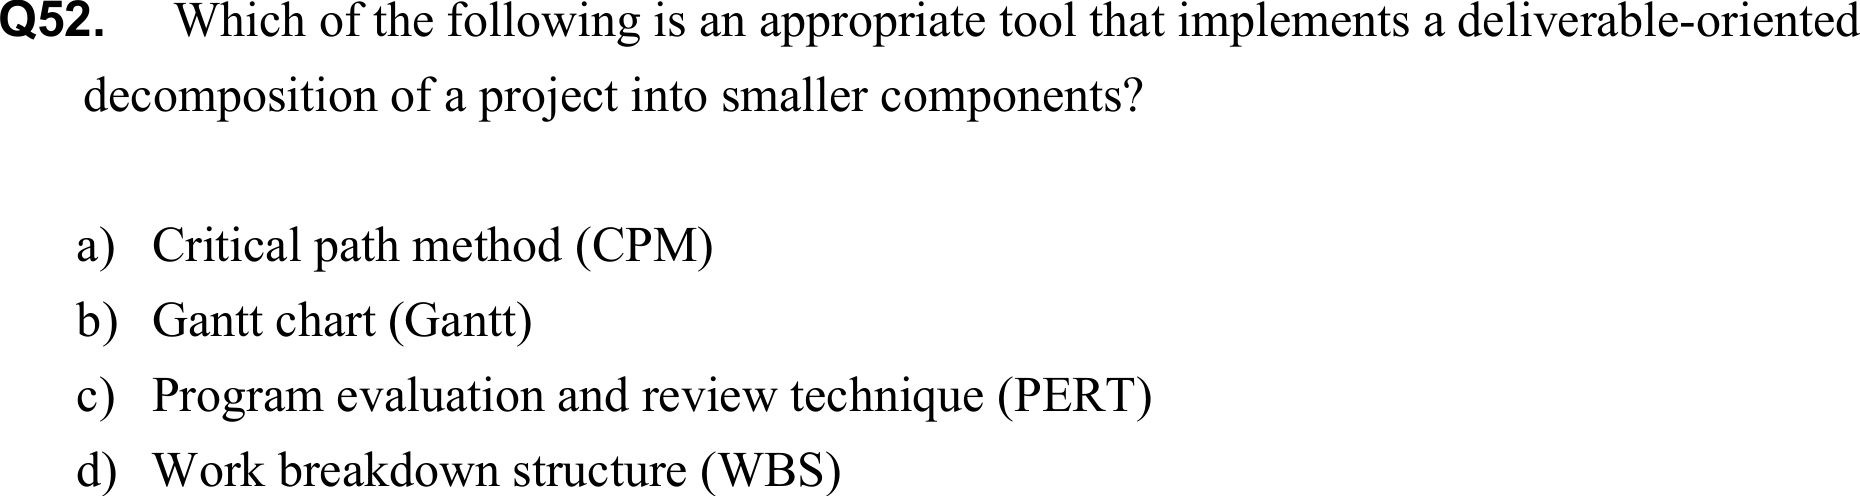 Q52. Which of the following is an appropriate tool that implements a deliverable-oriented
decomposition of a project into smaller components?
a) Critical path method (CPM)
b) Gantt chart (Gantt)
c) Program evaluation and review technique (PERT)
d) Work breakdown structure (WBS)